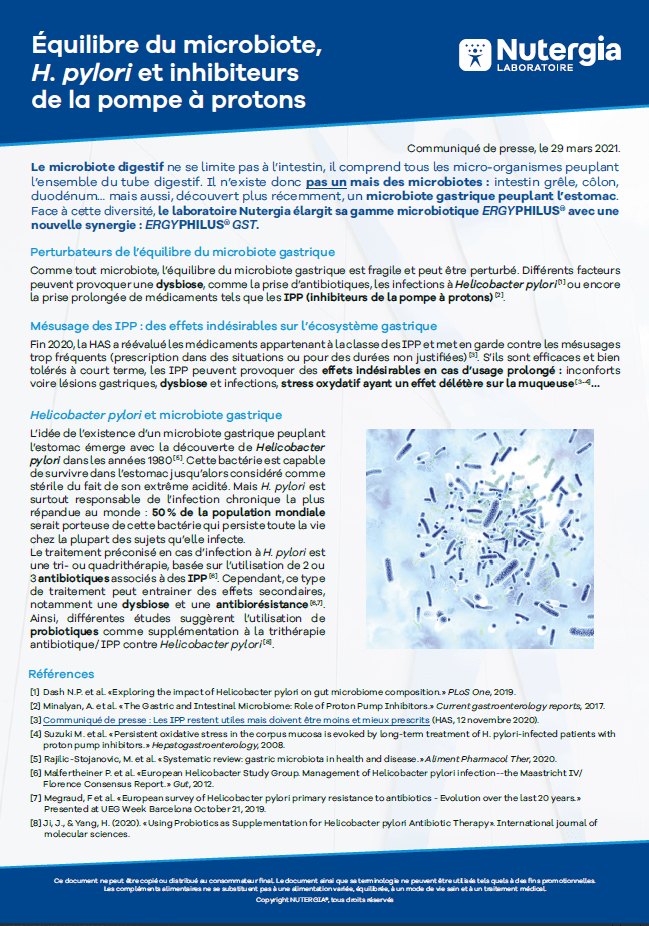 Équilibre du microbiote,
H. pylori et inhibiteurs
de la pompe à protons
Nutergia
LABORATOIRE
Communiqué de presse, le 29 mars 2021.
Le microbiote digestif ne se limite pas à l'intestin, il comprend tous les micro-organismes peuplant
l'ensemble du tube digestif. Il n'existe donc pas un mais des microbiotes : intestin grêle, côlon,
duodénum... mais aussi, découvert plus récemment, un microbiote gastrique peuplant l'estomac.
Face à cette diversité, le laboratoire Nutergia élargit sa gamme microbiotique ERGYPHILUS® avec une
nouvelle synergie : ERGYPHILUS® GST.
Perturbateurs de l'équilibre du microbiote gastrique
Comme tout microbiote, l'équilibre du microbiote gastrique est fragile et peut être perturbé. Différents facteurs
peuvent provoquer une dysbiose, comme la prise d'antibiotiques, les infections à Helicobacter pylori [1] ou encore
la prise prolongée de médicaments tels que les IPP (inhibiteurs de la pompe à protons) [2].
Mésusage des IPP : des effets indésirables sur l'écosystème gastrique
Fin 2020, la HAS a réévalué les médicaments appartenant à la classe des IPP et met en garde contre les mésusages
trop fréquents (prescription dans des situations ou pour des durées non justifiées) [3]. S'ils sont efficaces et bien
tolérés à court terme, les IPP peuvent provoquer des effets indésirables en cas d'usage prolongé : inconforts
voire lésions gastriques, dysbiose et infections, stress oxydatif ayant un effet délétère sur la muqueuse [3-4]...
Helicobacter pylori et microbiote gastrique
L'idée de l'existence d'un microbiote gastrique peuplant
l'estomac émerge avec la découverte de Helicobacter
pylori dans les années 1980 [5]. Cette bactérie est capable
de survivre dans l'estomac jusqu'alors considéré comme
stérile du fait de son extrême acidité. Mais H. pylori est
surtout responsable de l'infection chronique la plus
répandue au monde : 50 % de la population mondiale
serait porteuse de cette bactérie qui persiste toute la vie
chez la plupart des sujets qu'elle infecte.
Le traitement préconisé en cas d'infection à H. pylori est
une tri- ou quadrithérapie, basée sur l'utilisation de 2 ou
3 antibiotiques associés à des IPP [6]. Cependant, ce type
de traitement peut entrainer des effets secondaires,
notamment une dysbiose et une antibiorésistance [6,7].
Ainsi, différentes études suggèrent l'utilisation de
probiotiques comme supplémentation à la trithérapie
antibiotique/ IPP contre Helicobacter pylori [8].
Références
[1] Dash N.P. et al. «Exploring the impact of Helicobacter pylori on gut microbiome composition.» PLoS One, 2019.
[2] Minalyan, A. et al. « The Gastric and Intestinal Microbiome: Role of Proton Pump Inhibitors.» Current gastroenterology reports, 2017.
[3] Communiqué de presse : Les IPP restent utiles mais doivent être moins et mieux prescrits (HAS, 12 novembre 2020).
[4] Suzuki M. et al. « Persistent oxidative stress in the corpus mucosa is evoked by long-term treatment of H. pylori-infected patients with
proton pump inhibitors.» Hepatogastroenterology, 2008.
[5] Rajilic-Stojanovic, M. et al. «Systematic review: gastric microbiota in health and disease.» Aliment Pharmacol Ther, 2020.
[6] Malfertheiner P. et al. «European Helicobacter Study Group. Management of Helicobacter pylori infection--the Maastricht IV/
Florence Consensus Report.» Gut, 2012.
[7] Megraud, F et al. « European survey of Helicobacter pylori primary resistance to antibiotics - Evolution over the last 20 years.»
Presented at UEG Week Barcelona October 21, 2019.
[8] Ji, J., & Yang, H. (2020). «Using Probiotics as Supplementation for Helicobacter pylori Antibiotic Therapy». International journal of
molecular sciences.
Ce document ne peut être copié ou distribué au consommateur final. Le document ainsi que sa terminologie ne peuvent être utilisés tels quels à des fins promotionnelles.
Les compléments alimentaires ne se substituent pas à une alimentation variée, équilibrée, à un mode de vie sain et à un traitement médical.
Copyright NUTERGIA®, tous droits réservés